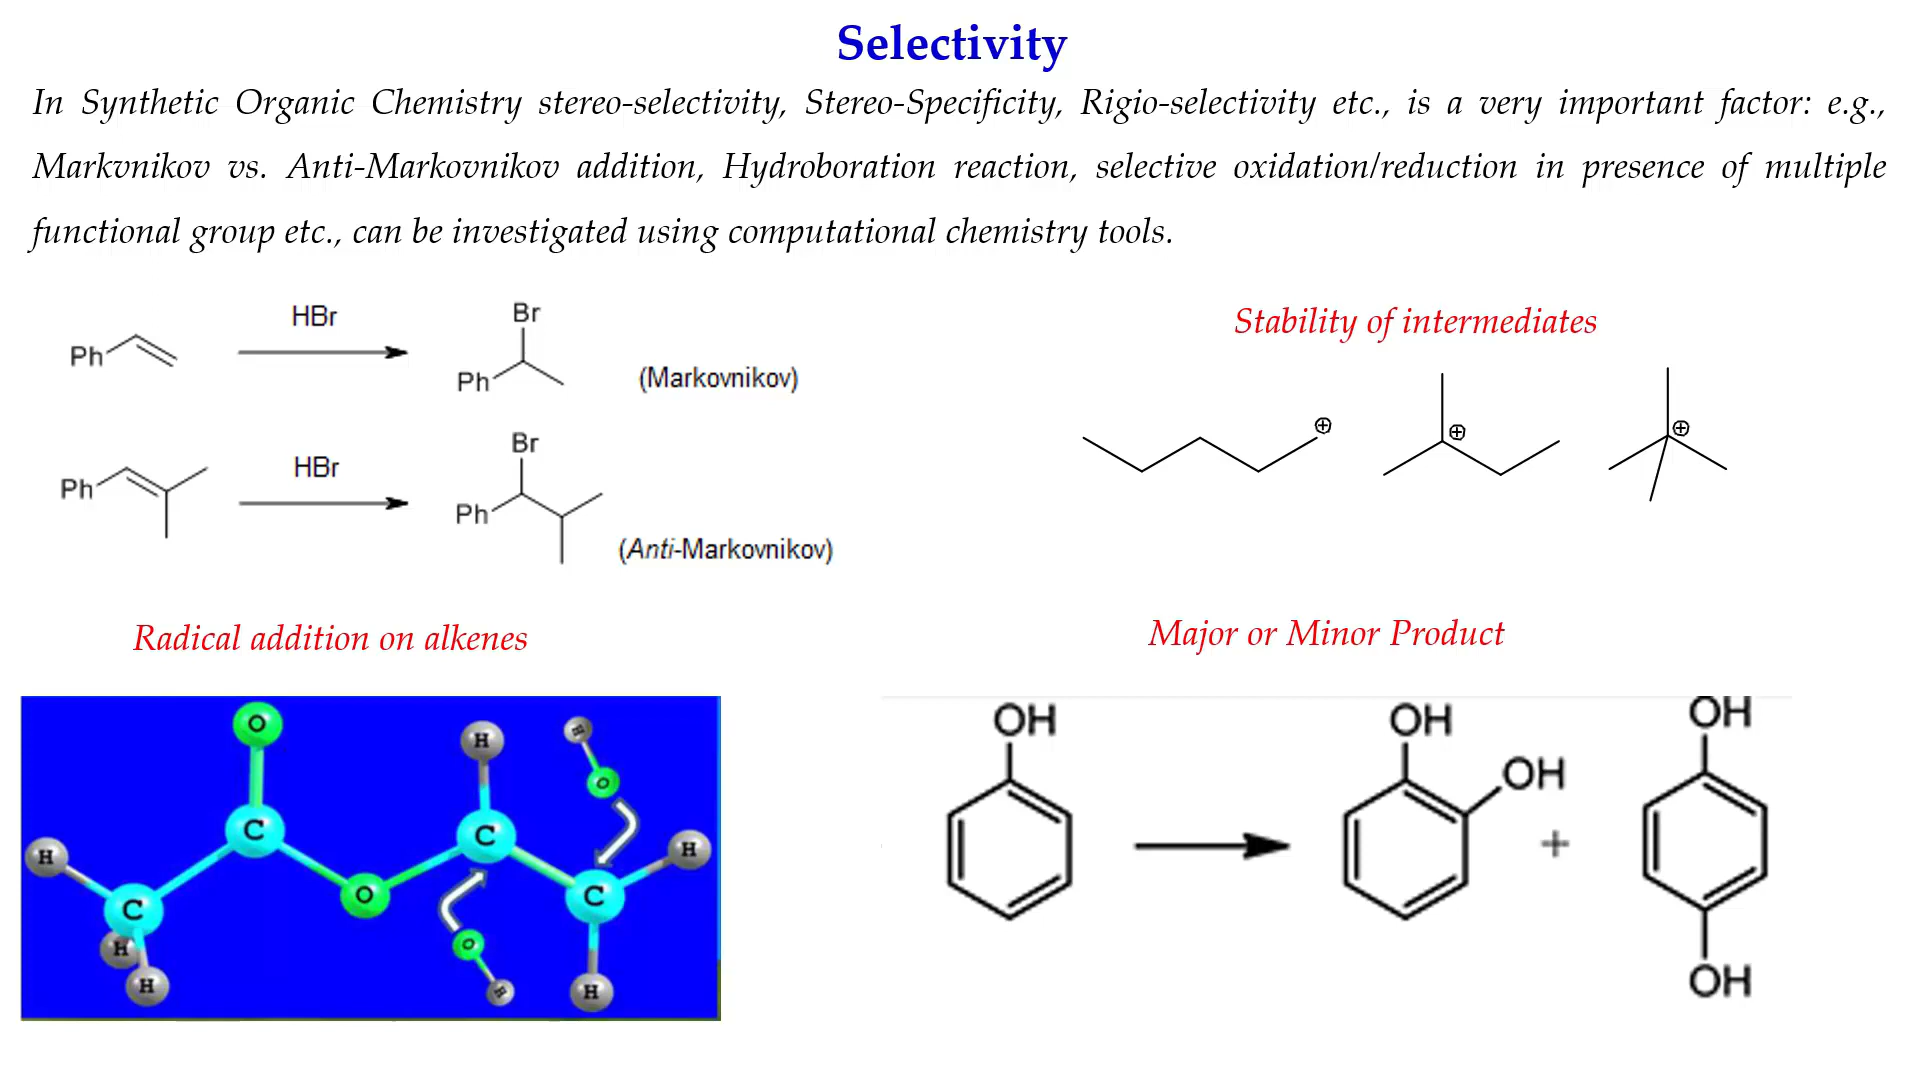 Selectivity
In Synthetic Organic Chemistry stereo-selectivity, Stereo-Specificity, Rigio-selectivity etc., is a very important factor: e.g.,
Markvnikov vs. Anti-Markovnikov addition, Hydroboration reaction, selective oxidation/reduction in presence of multiple
functional group etc., can be investigated using computational chemistry tools.
Ph
HBr
Br
Ph
(Markovnikov)
Ph
HBr
Br
Ph
(Anti-Markovnikov)
Stability of intermediates
⊕
⊕
⊕
Radical addition on alkenes
O
H
H
O
C
C
H
H
C
O
C
H
O
H
H
H
Major or Minor Product
OH
OH
OH
+
OH
OH